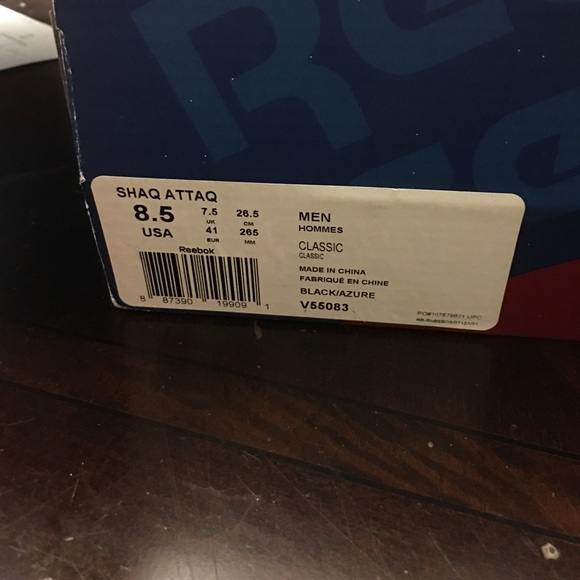 Re
SHAQ ATTAQ
8.5 7.5 26.5
UK CM
USA 41 265
EUR MM
Reebok
8 87390 19909 1
MEN
HOMMES
CLASSIC
CLASSIC
MADE IN CHINA
FABRIQUÉ EN CHINE
BLACK/AZURE
V55083